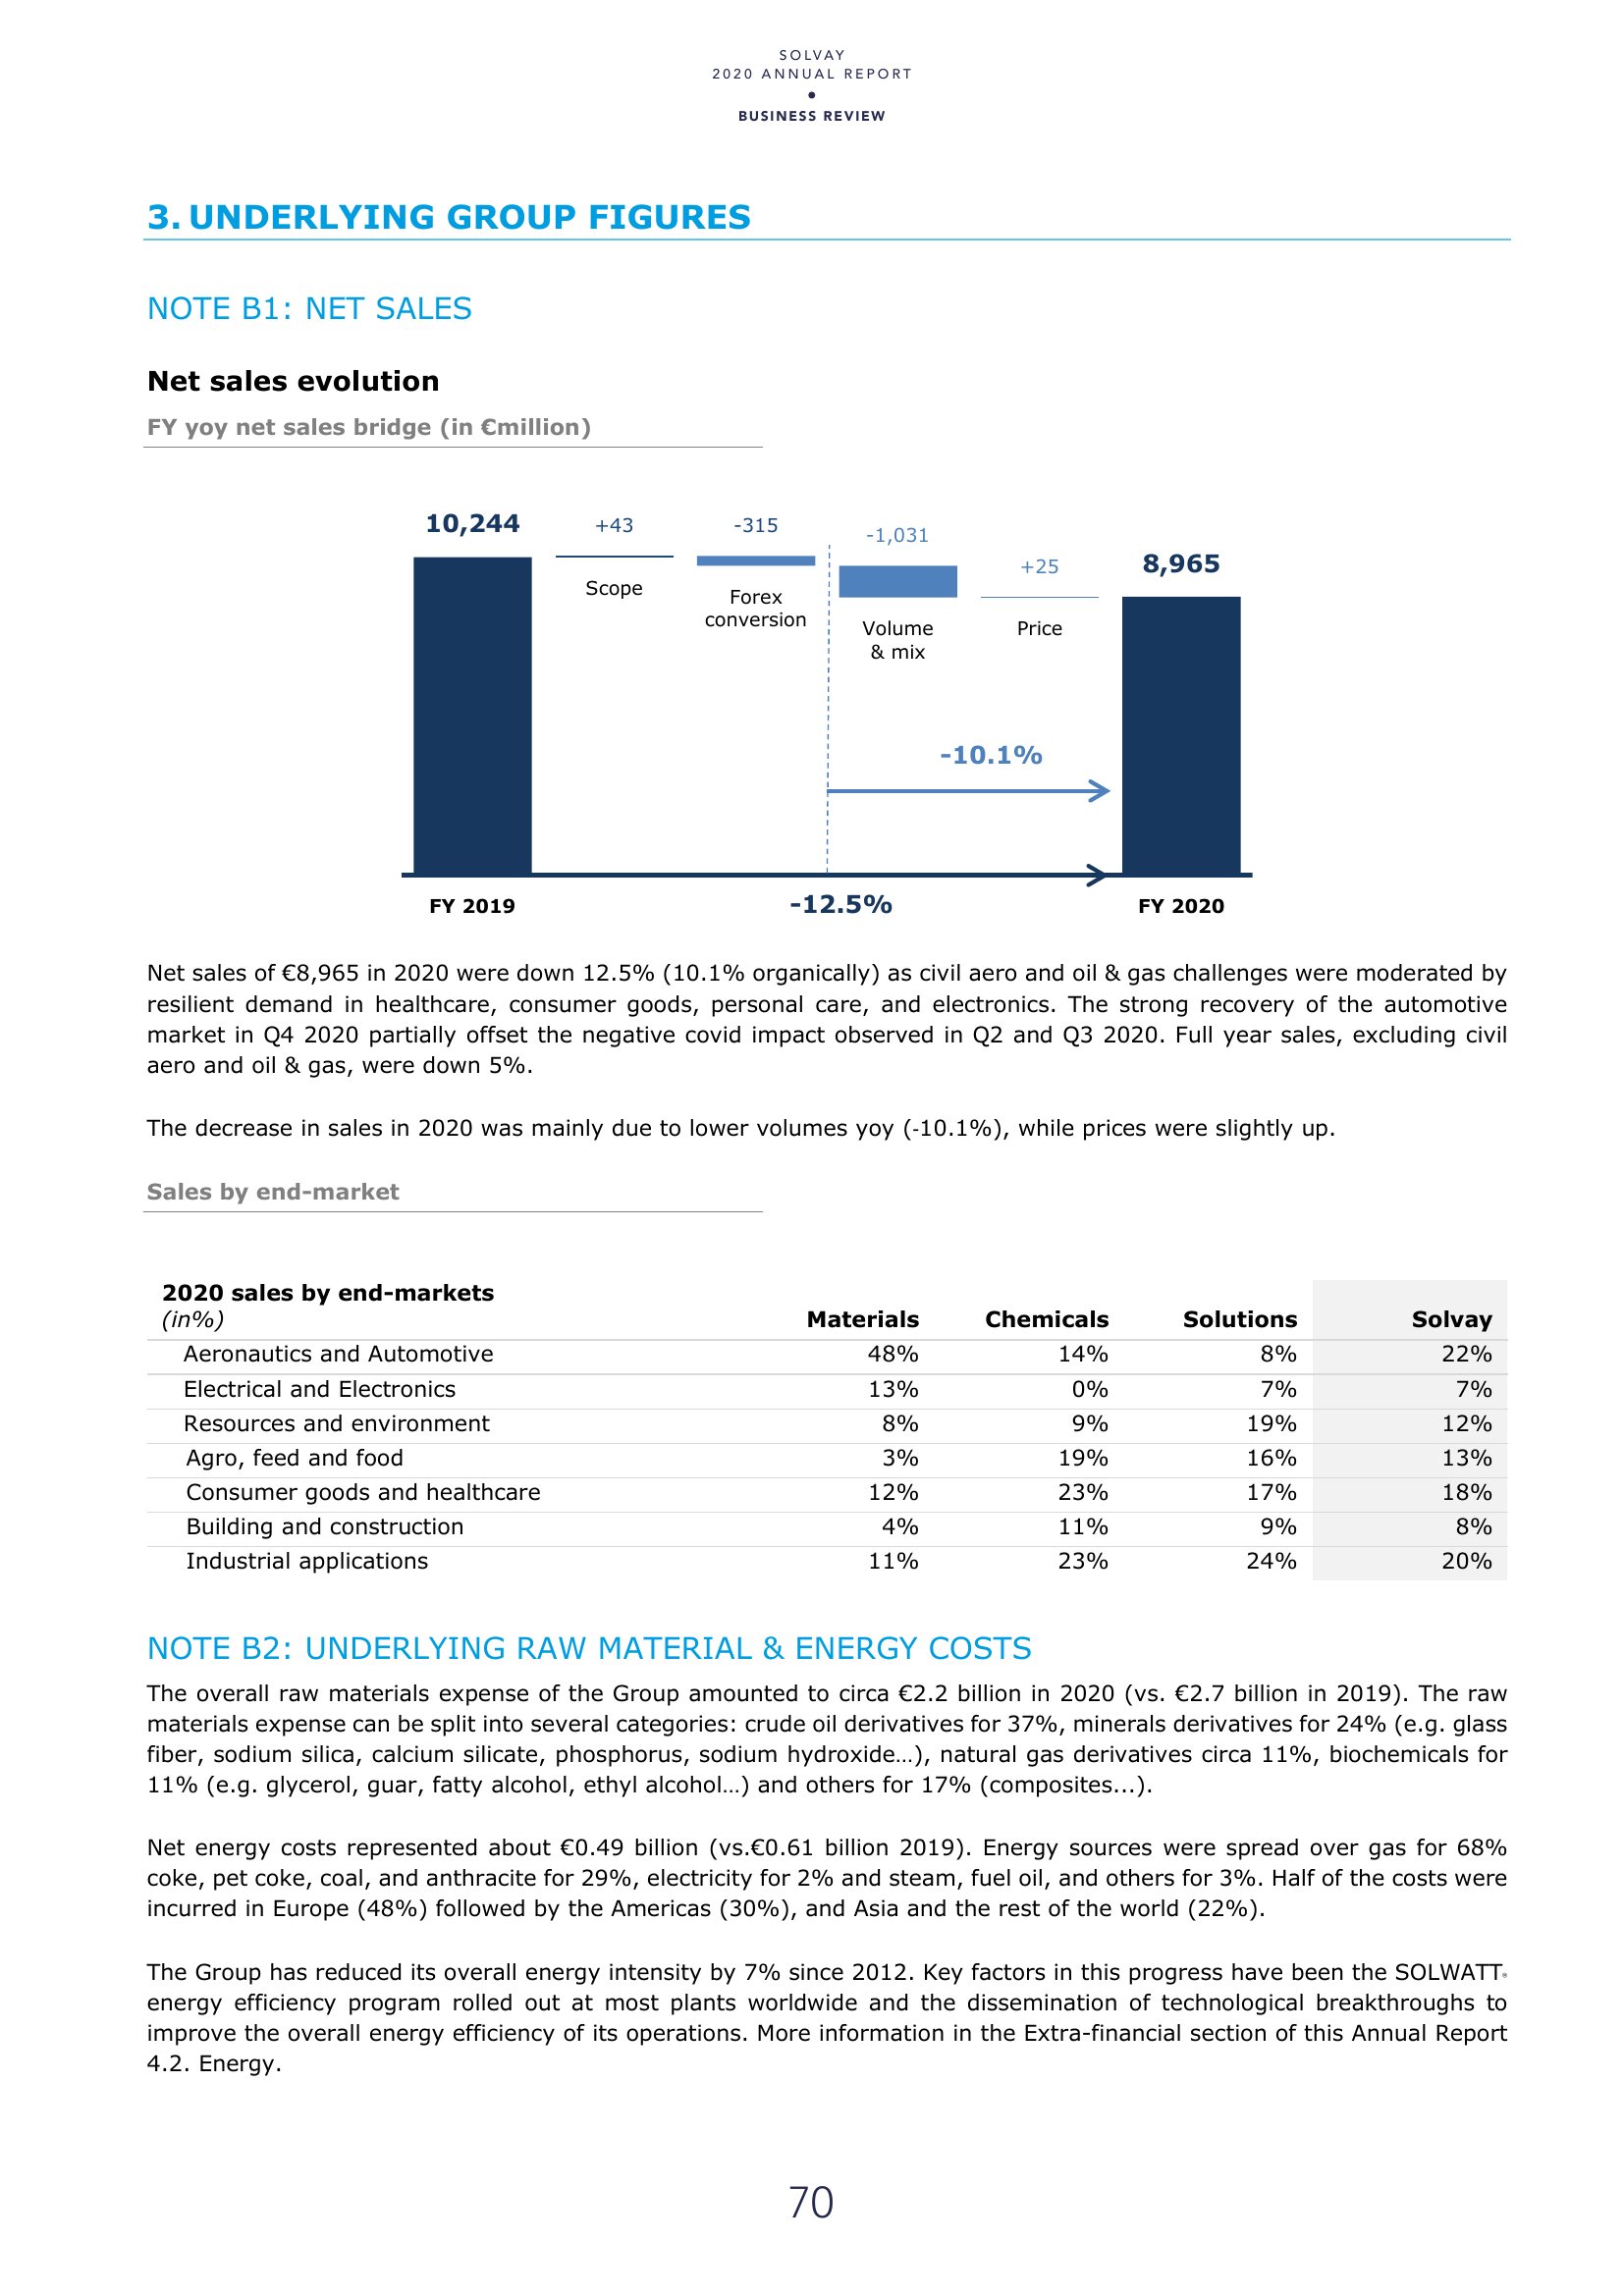 SOLVAY
2020 ANNUAL REPORT
•
BUSINESS REVIEW
3. UNDERLYING GROUP FIGURES
NOTE B1: NET SALES
Net sales evolution
FY yoy net sales bridge (in €million)
10,244 +43 -315 -1,031 +25 8,965
Scope Forex conversion Volume & mix Price
-10.1%
FY 2019 -12.5% FY 2020
Net sales of €8,965 in 2020 were down 12.5% (10.1% organically) as civil aero and oil & gas challenges were moderated by
resilient demand in healthcare, consumer goods, personal care, and electronics. The strong recovery of the automotive
market in Q4 2020 partially offset the negative covid impact observed in Q2 and Q3 2020. Full year sales, excluding civil
aero and oil & gas, were down 5%.
The decrease in sales in 2020 was mainly due to lower volumes yoy (-10.1%), while prices were slightly up.
Sales by end-market
2020 sales by end-markets
(in%) Materials Chemicals Solutions Solvay
Aeronautics and Automotive 48% 14% 8% 22%
Electrical and Electronics 13% 0% 7% 7%
Resources and environment 8% 9% 19% 12%
Agro, feed and food 3% 19% 16% 13%
Consumer goods and healthcare 12% 23% 17% 18%
Building and construction 4% 11% 9% 8%
Industrial applications 11% 23% 24% 20%
NOTE B2: UNDERLYING RAW MATERIAL & ENERGY COSTS
The overall raw materials expense of the Group amounted to circa €2.2 billion in 2020 (vs. €2.7 billion in 2019). The raw
materials expense can be split into several categories: crude oil derivatives for 37%, minerals derivatives for 24% (e.g. glass
fiber, sodium silica, calcium silicate, phosphorus, sodium hydroxide…), natural gas derivatives circa 11%, biochemicals for
11% (e.g. glycerol, guar, fatty alcohol, ethyl alcohol…) and others for 17% (composites...).
Net energy costs represented about €0.49 billion (vs.€0.61 billion 2019). Energy sources were spread over gas for 68%
coke, pet coke, coal, and anthracite for 29%, electricity for 2% and steam, fuel oil, and others for 3%. Half of the costs were
incurred in Europe (48%) followed by the Americas (30%), and Asia and the rest of the world (22%).
The Group has reduced its overall energy intensity by 7% since 2012. Key factors in this progress have been the SOLWATT®
energy efficiency program rolled out at most plants worldwide and the dissemination of technological breakthroughs to
improve the overall energy efficiency of its operations. More information in the Extra-financial section of this Annual Report
4.2. Energy.
70